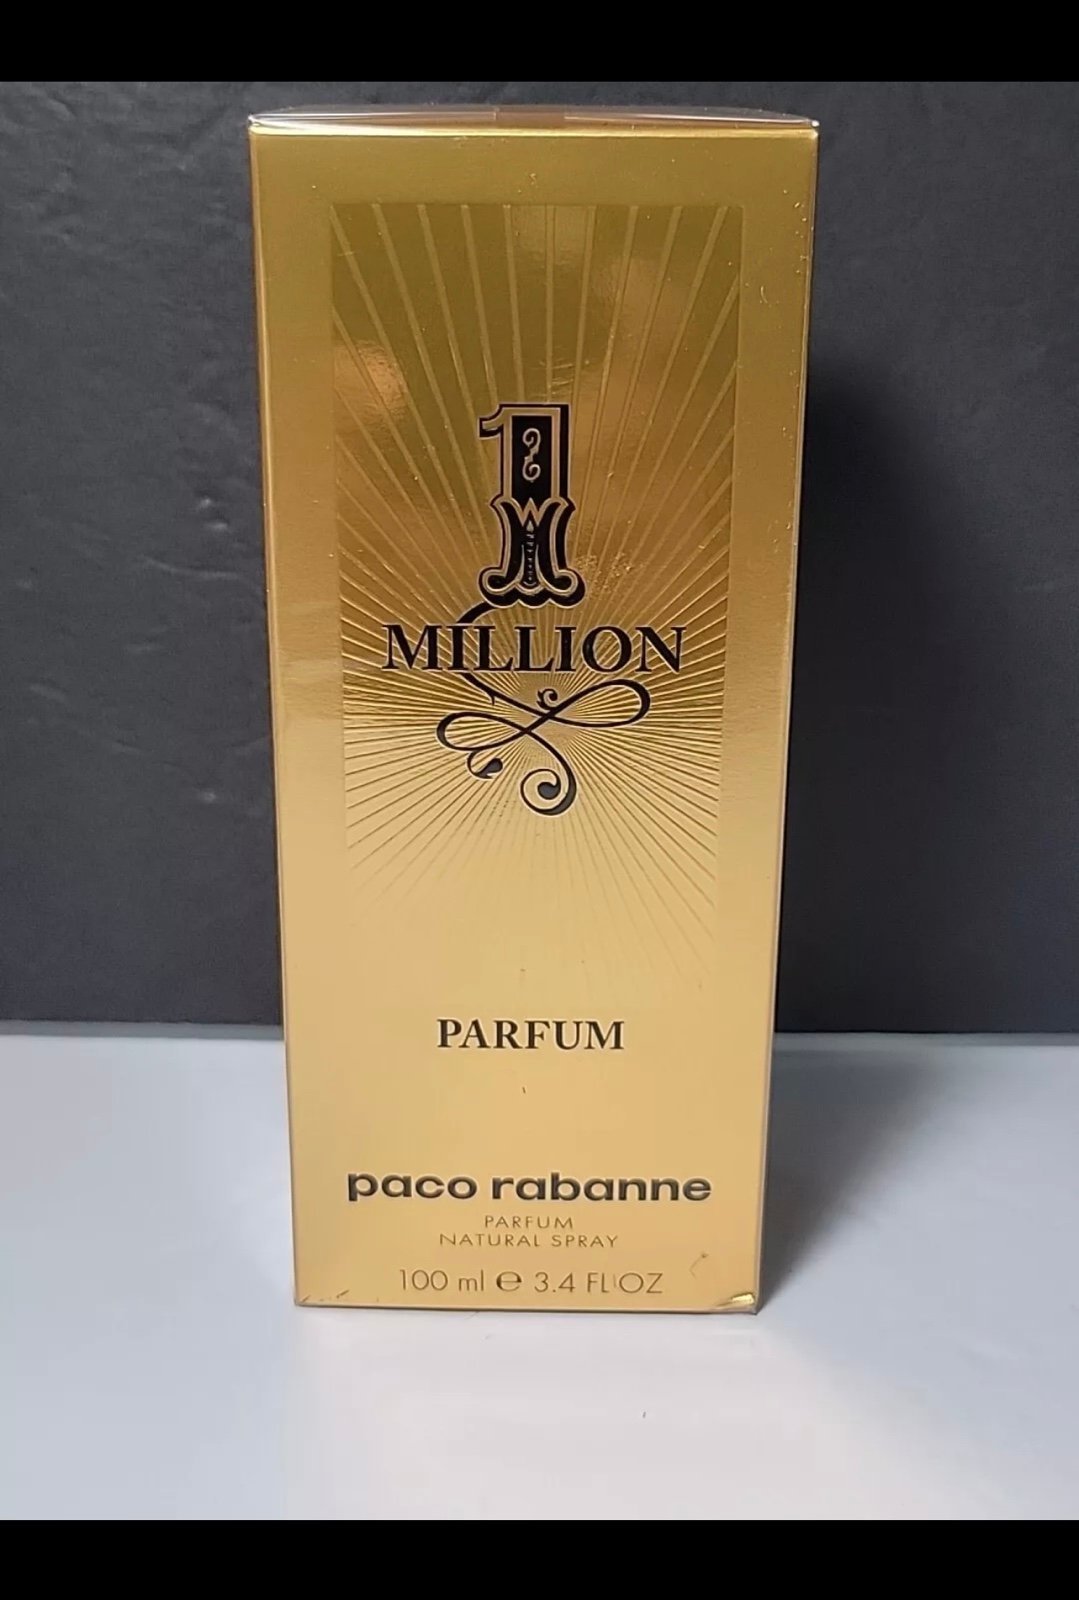 1
MILLION
PARFUM
paco rabanne
PARFUM
NATURAL SPRAY
100 ml ℮ 3.4 FL OZ